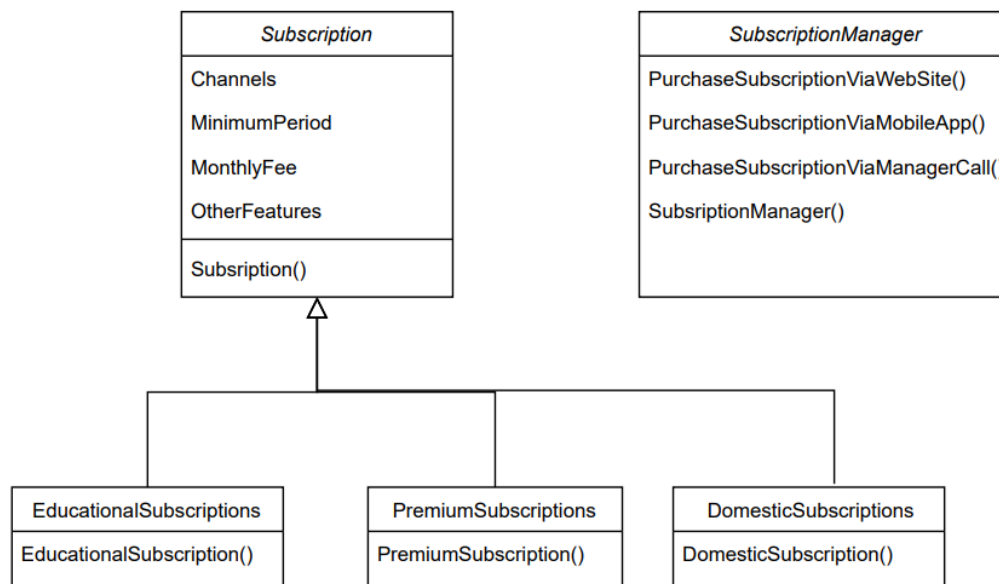 Subscription
Channels
MinimumPeriod
MonthlyFee
OtherFeatures
Subsription()
SubscriptionManager
PurchaseSubscriptionViaWebSite()
PurchaseSubscriptionViaMobileApp()
PurchaseSubscriptionViaManagerCall()
SubsriptionManager()
EducationalSubscriptions
EducationalSubscription()
PremiumSubscriptions
PremiumSubscription()
DomesticSubscriptions
DomesticSubscription()